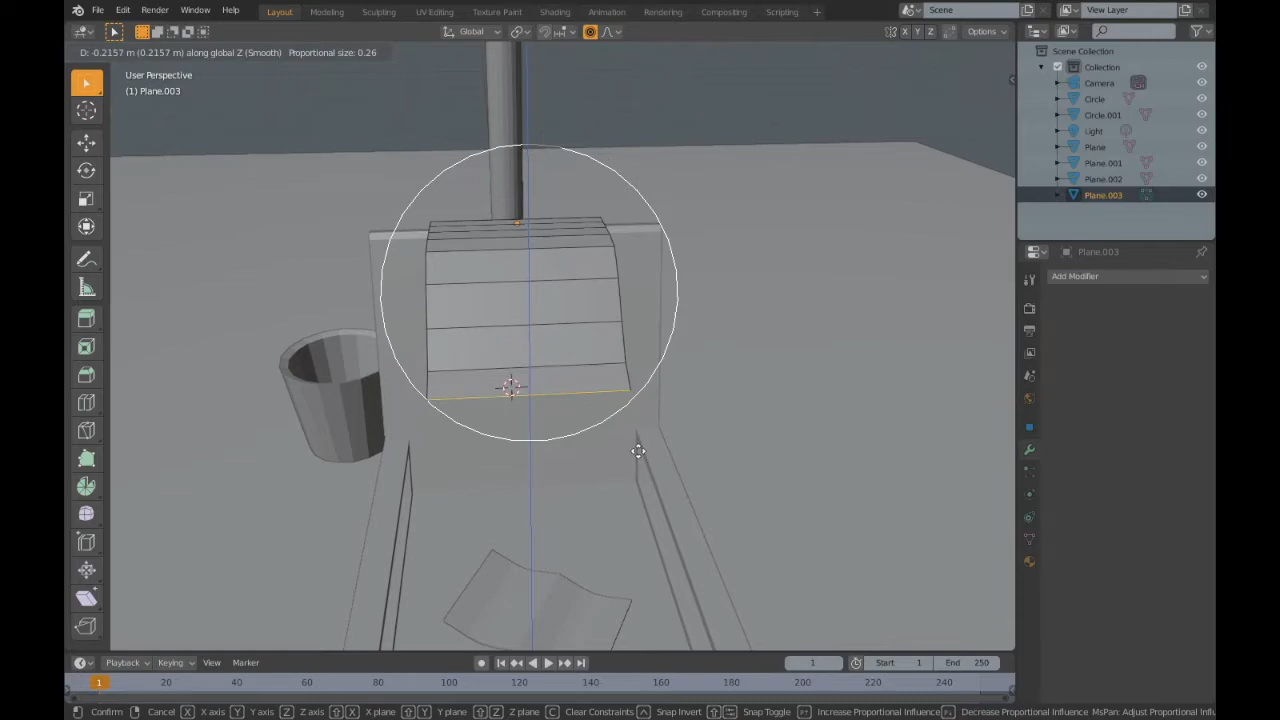 File Edit Render Window Help Layout Modeling Sculpting UV Editing Texture Paint Shading Animation Rendering Compositing Scripting + Scene View Layer
Global X Y Z Options
D: -0.2157 m (0.2157 m) along global Z (Smooth) Proportional size: 0.26
User Perspective
(1) Plane.003
Scene Collection
Collection
Camera
Circle
Circle.001
Light
Plane
Plane.001
Plane.002
Plane.003
Plane.003
Add Modifier
Playback Keying View Marker 1 Start 1 End 250
1 20 40 60 80 100 120 140 160 180 200 220 240
Confirm Cancel X X axis Y Y axis Z Z axis X X plane Y Y plane Z Z plane C Clear Constraints Snap Invert Snap Toggle Increase Proportional Influence Decrease Proportional Influence MsPan: Adjust Proportional Infl